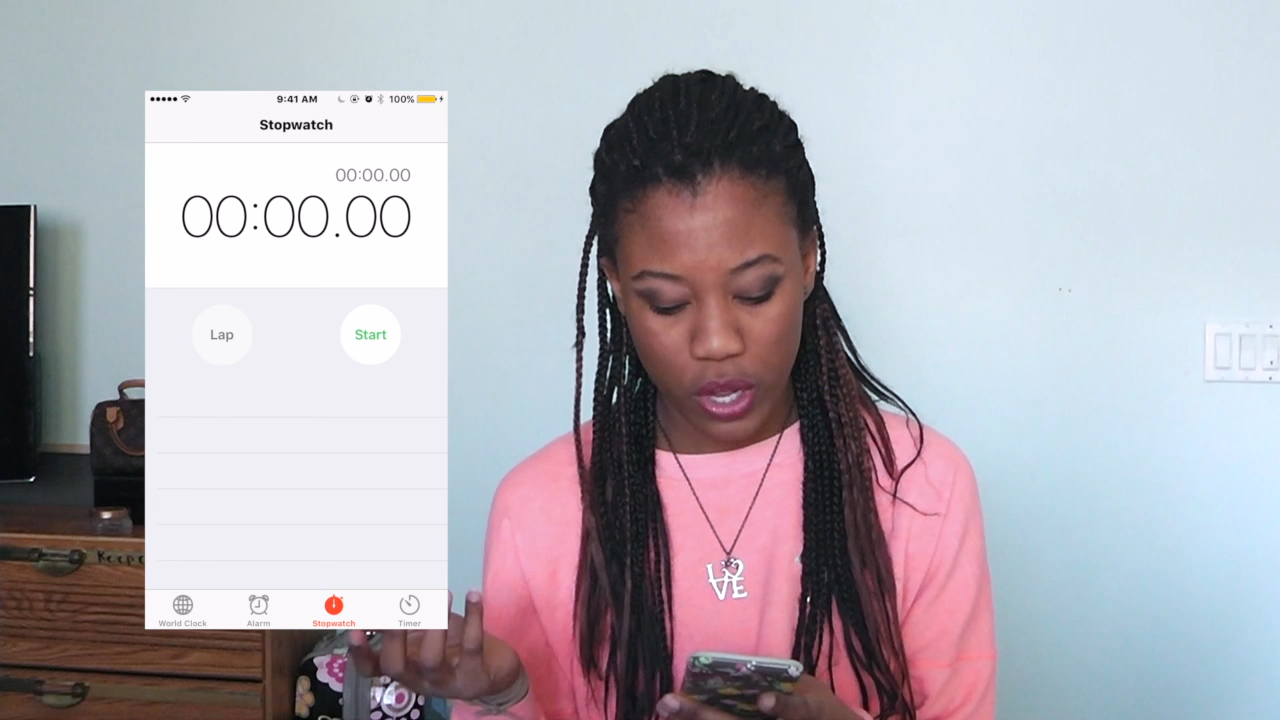 9:41 AM 100%
Stopwatch
00:00.00
00:00.00
Lap Start
World Clock Alarm Stopwatch Timer
Keepe
LOVE